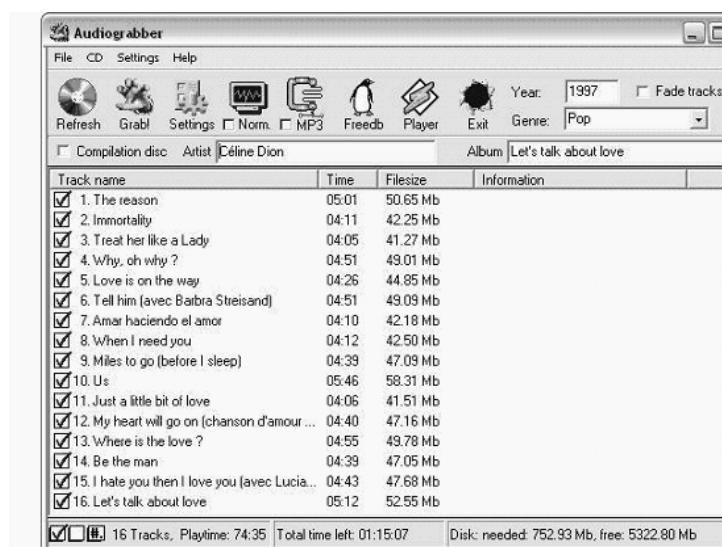 Audiograbber
File CD Settings Help
Refresh Grab! Settings Norm. MP3 Freedb Player Exit Year: 1997 Fade tracks
Genre: Pop
Compilation disc Artist Céline Dion Album Let's talk about love
Track name Time Filesize Information
1. The reason 05:01 50.65 Mb
2. Immortality 04:11 42.25 Mb
3. Treat her like a Lady 04:05 41.27 Mb
4. Why, oh why ? 04:51 49.01 Mb
5. Love is on the way 04:26 44.85 Mb
6. Tell him (avec Barbra Streisand) 04:51 49.09 Mb
7. Amar haciendo el amor 04:10 42.18 Mb
8. When I need you 04:12 42.50 Mb
9. Miles to go (before I sleep) 04:39 47.09 Mb
10. Us 05:46 58.31 Mb
11. Just a little bit of love 04:06 41.51 Mb
12. My heart will go on (chanson d'amour ... 04:40 47.16 Mb
13. Where is the love ? 04:55 49.78 Mb
14. Be the man 04:39 47.05 Mb
15. I hate you then I love you (avec Lucia... 04:43 47.68 Mb
16. Let's talk about love 05:12 52.55 Mb
#. 16 Tracks, Playtime: 74:35 Total time left: 01:15:07 Disk: needed: 752.93 Mb, free: 5322.80 Mb